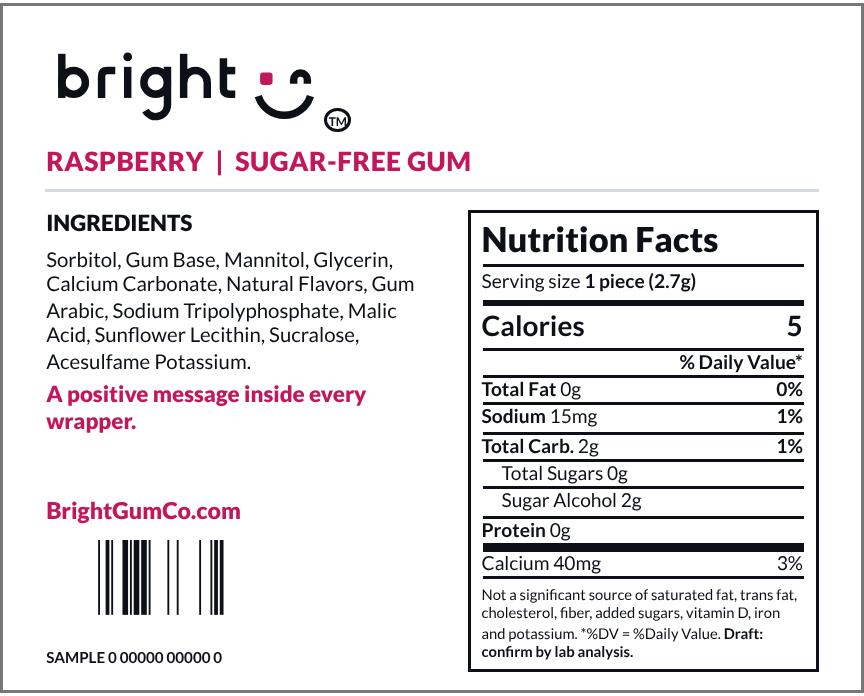 bright
TM
RASPBERRY | SUGAR-FREE GUM
INGREDIENTS
Sorbitol, Gum Base, Mannitol, Glycerin,
Calcium Carbonate, Natural Flavors, Gum
Arabic, Sodium Tripolyphosphate, Malic
Acid, Sunflower Lecithin, Sucralose,
Acesulfame Potassium.
A positive message inside every
wrapper.
BrightGumCo.com
SAMPLE 0 00000 00000 0
Nutrition Facts
Serving size 1 piece (2.7g)
Calories 5
% Daily Value*
Total Fat 0g 0%
Sodium 15mg 1%
Total Carb. 2g 1%
Total Sugars 0g
Sugar Alcohol 2g
Protein 0g
Calcium 40mg 3%
Not a significant source of saturated fat, trans fat,
cholesterol, fiber, added sugars, vitamin D, iron
and potassium. *%DV = %Daily Value. Draft:
confirm by lab analysis.